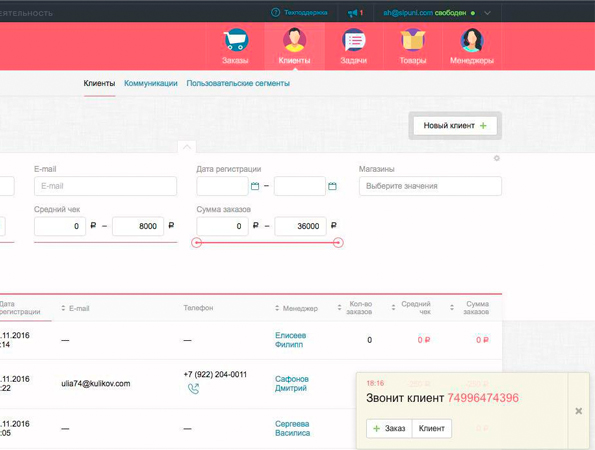 ДЕЯТЕЛЬНОСТЬ
Техподдержка
1
ah@sipuni.com свободен
Заказы
Клиенты
Задачи
Товары
Менеджеры
Клиенты Коммуникации Пользовательские сегменты
Новый клиент +
E-mail
Дата регистрации
Магазины
E-mail
–
Выберите значения
Средний чек
Сумма заказов
0 ₽ – 8000 ₽
0 ₽ – 36000 ₽
Дата регистрации
E-mail
Телефон
Менеджер
Кол-во заказов
Средний чек
Сумма заказов
.11.2016
:14
—
—
Елисеев Филипп
0
0 ₽
0 ₽
.11.2016
:22
ulia74@kulikov.com
+7 (922) 204-0011
Сафонов Дмитрий
.11.2016
:05
—
—
Сергеева Василиса
18:16
Звонит клиент 74996474396
+ Заказ
Клиент
×